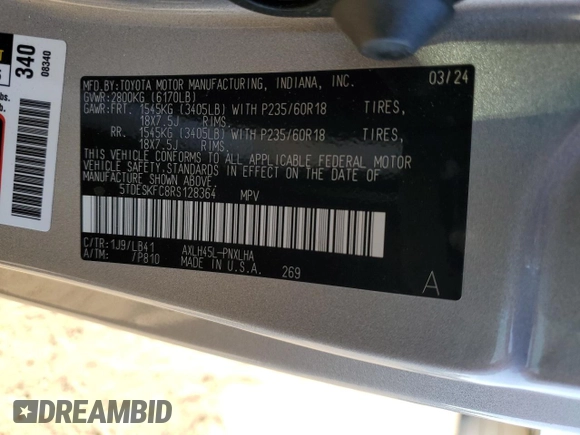 340
08340
lbs.
MFD.BY:TOYOTA MOTOR MANUFACTURING, INDIANA, INC. 03/24
GVWR:2800KG (6170LB)
GAWR:FRT. 1545KG (3405LB) WITH P235/60R18 TIRES,
18X7.5J RIMS.
RR. 1545KG (3405LB) WITH P235/60R18 TIRES,
18X7.5J RIMS.
THIS VEHICLE CONFORMS TO ALL APPLICABLE FEDERAL MOTOR
VEHICLE SAFETY STANDARDS IN EFFECT ON THE DATE OF
MANUFACTURE SHOWN ABOVE.
5TDESKFC8RS128364 MPV
C/TR:1J9/LB41 AXLH45L-PNXLHA
A/TM: /P810 MADE IN U.S.A. 269
A
DREAMBID